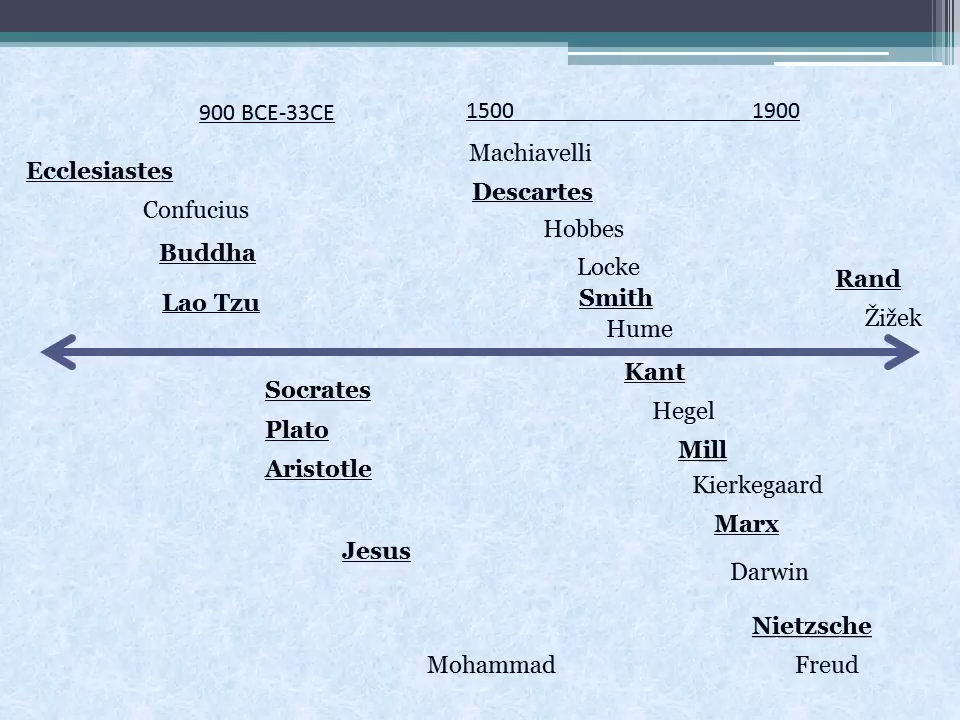 900 BCE-33CE
1500 1900
Ecclesiastes
Confucius
Buddha
Lao Tzu
Machiavelli
Descartes
Hobbes
Locke
Smith
Hume
Rand
Žižek
Socrates
Plato
Aristotle
Jesus
Mohammad
Kant
Hegel
Mill
Kierkegaard
Marx
Darwin
Nietzsche
Freud